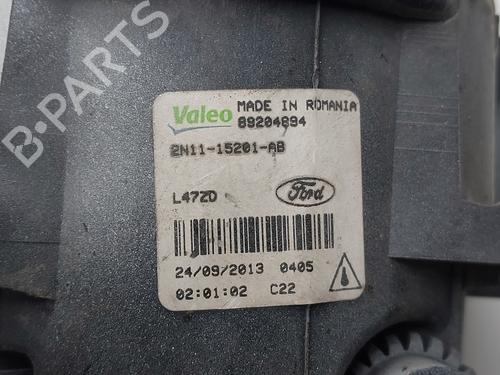 B-PARTS
Valeo MADE IN ROMANIA
89204894
2N11-15201-AB
L47ZD Ford
24/09/2013 0405
02:01:02 C22